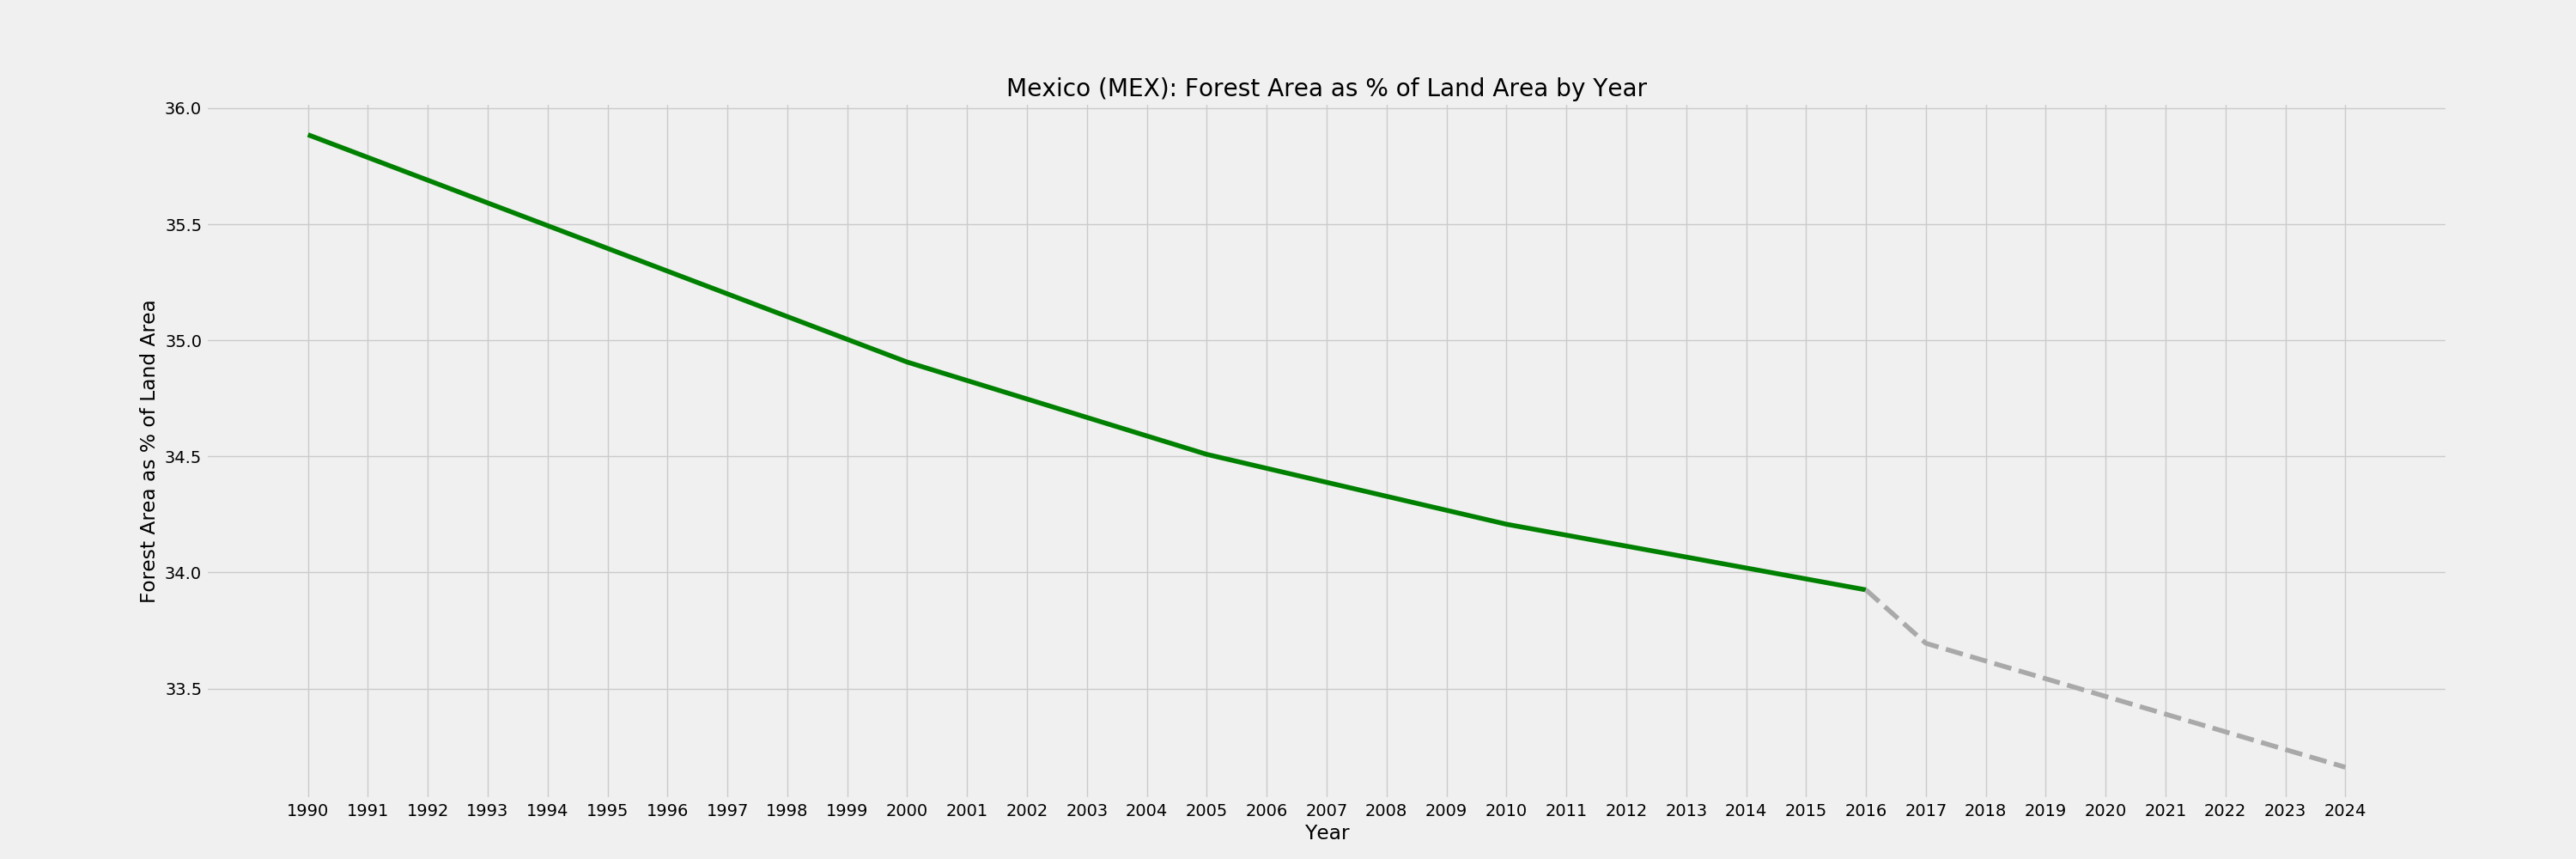 Mexico (MEX): Forest Area as % of Land Area by Year
Forest Area as % of Land Area
36.0
35.5
35.0
34.5
34.0
33.5
1990 1991 1992 1993 1994 1995 1996 1997 1998 1999 2000 2001 2002 2003 2004 2005 2006 2007 2008 2009 2010 2011 2012 2013 2014 2015 2016 2017 2018 2019 2020 2021 2022 2023 2024
Year